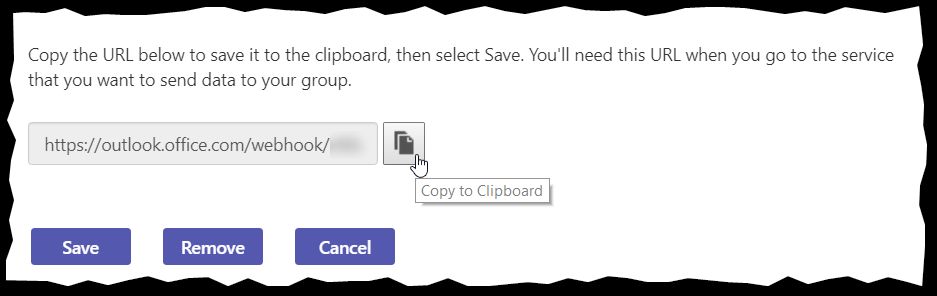 Copy the URL below to save it to the clipboard, then select Save. You'll need this URL when you go to the service
that you want to send data to your group.
https://outlook.office.com/webhook/
Copy to Clipboard
Save Remove Cancel